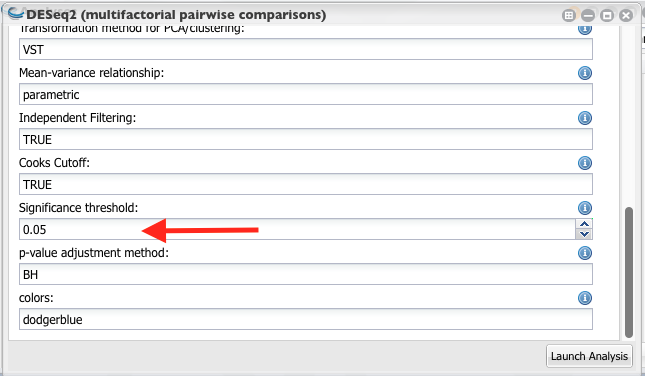 DESeq2 (multifactorial pairwise comparisons)
Transformation method for PCA/clustering:
VST
Mean-variance relationship:
parametric
Independent Filtering:
TRUE
Cooks Cutoff:
TRUE
Significance threshold:
0.05
p-value adjustment method:
BH
colors:
dodgerblue
Launch Analysis